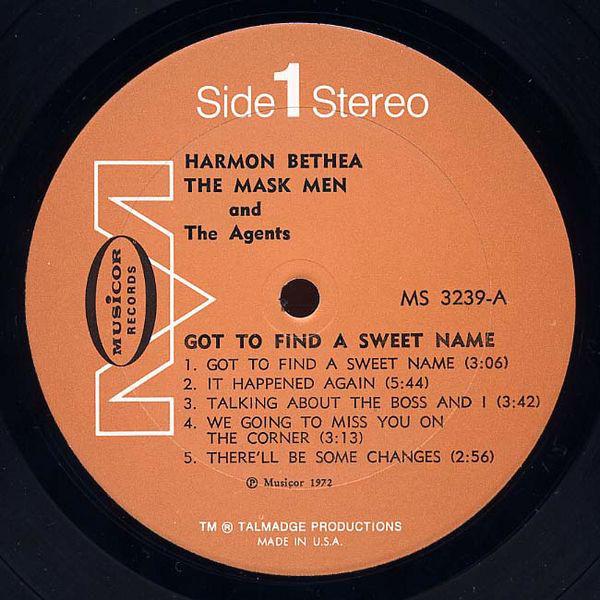 Side 1 Stereo
HARMON BETHEA
THE MASK MEN
and
The Agents
MUSICOR
RECORDS
MS 3239-A
GOT TO FIND A SWEET NAME
1. GOT TO FIND A SWEET NAME (3:06)
2. IT HAPPENED AGAIN (5:44)
3. TALKING ABOUT THE BOSS AND I (3:42)
4. WE GOING TO MISS YOU ON
THE CORNER (3:13)
5. THERE'LL BE SOME CHANGES (2:56)
℗ Musicor 1972
TM ® TALMADGE PRODUCTIONS
MADE IN U.S.A.